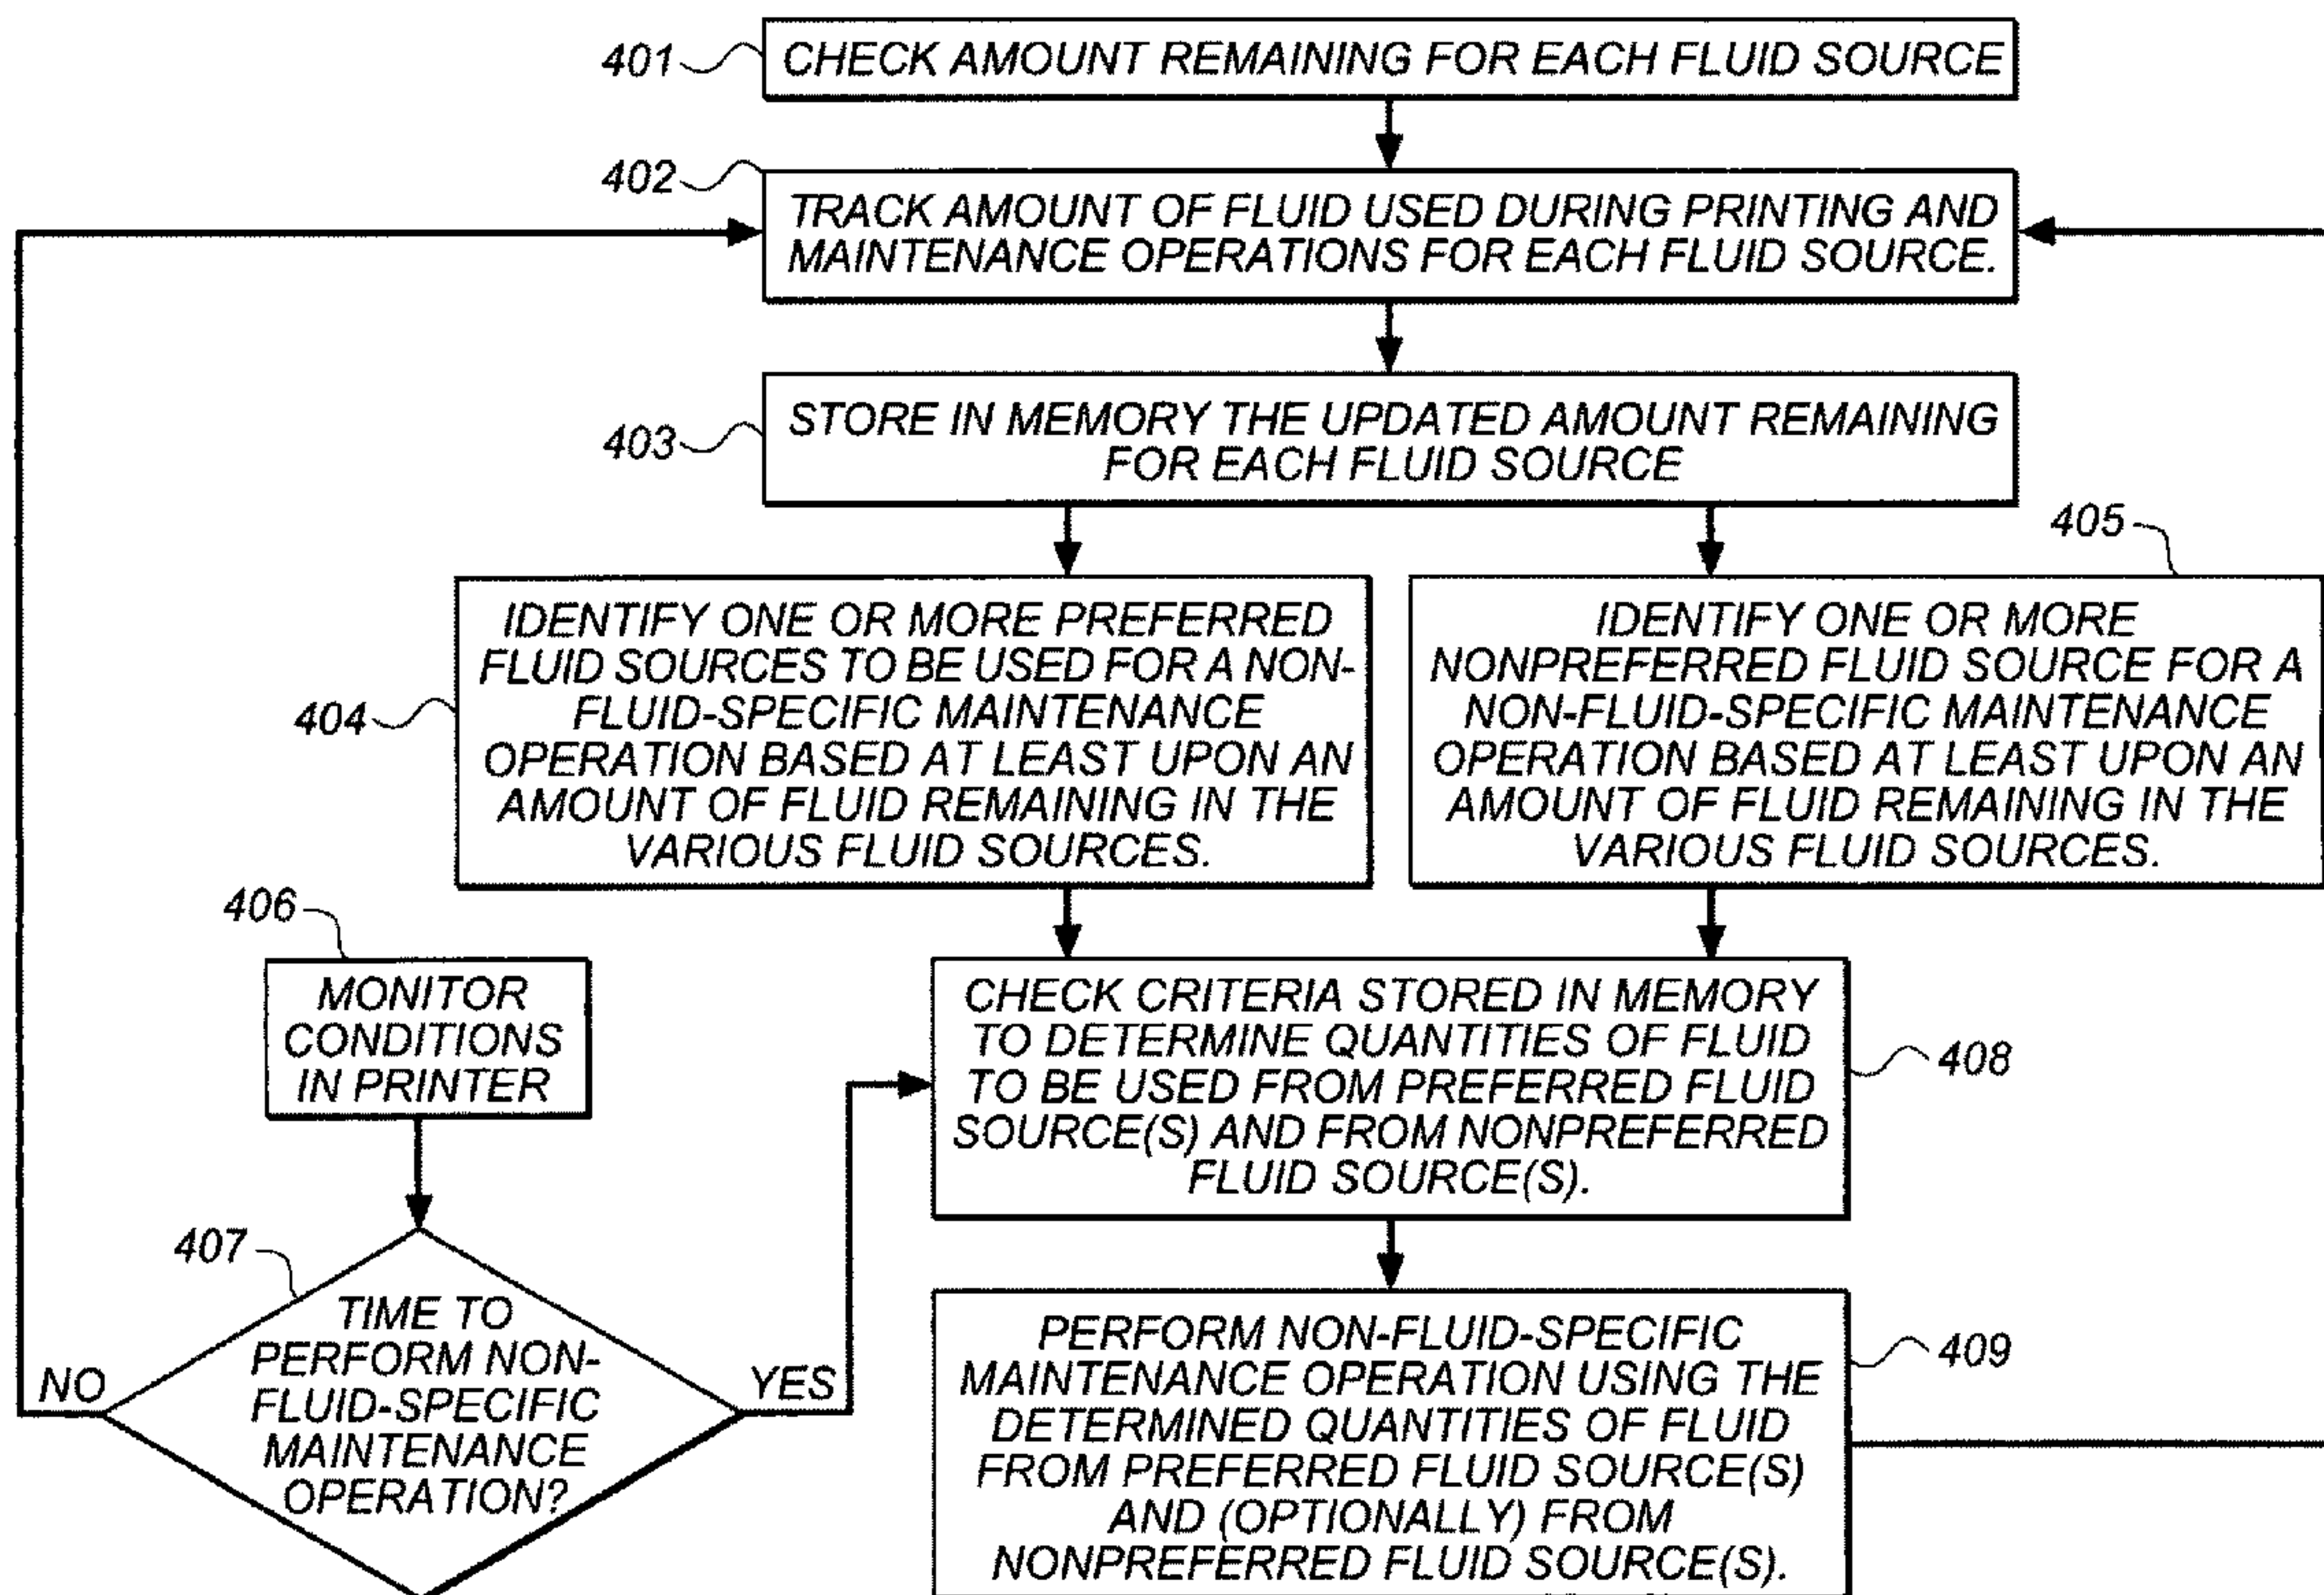 401
CHECK AMOUNT REMAINING FOR EACH FLUID SOURCE
402
TRACK AMOUNT OF FLUID USED DURING PRINTING AND
MAINTENANCE OPERATIONS FOR EACH FLUID SOURCE.
403
STORE IN MEMORY THE UPDATED AMOUNT REMAINING
FOR EACH FLUID SOURCE
404
IDENTIFY ONE OR MORE PREFERRED
FLUID SOURCES TO BE USED FOR A NON-
FLUID-SPECIFIC MAINTENANCE
OPERATION BASED AT LEAST UPON AN
AMOUNT OF FLUID REMAINING IN THE
VARIOUS FLUID SOURCES.
405
IDENTIFY ONE OR MORE
NONPREFERRED FLUID SOURCE FOR A
NON-FLUID-SPECIFIC MAINTENANCE
OPERATION BASED AT LEAST UPON AN
AMOUNT OF FLUID REMAINING IN THE
VARIOUS FLUID SOURCES.
406
MONITOR
CONDITIONS
IN PRINTER
407
TIME TO
PERFORM NON-
FLUID-SPECIFIC
MAINTENANCE
OPERATION?
NO
YES
CHECK CRITERIA STORED IN MEMORY
TO DETERMINE QUANTITIES OF FLUID
TO BE USED FROM PREFERRED FLUID
SOURCE(S) AND FROM NONPREFERRED
FLUID SOURCE(S).
408
PERFORM NON-FLUID-SPECIFIC
MAINTENANCE OPERATION USING THE
DETERMINED QUANTITIES OF FLUID
FROM PREFERRED FLUID SOURCE(S)
AND (OPTIONALLY) FROM
NONPREFERRED FLUID SOURCE(S).
409